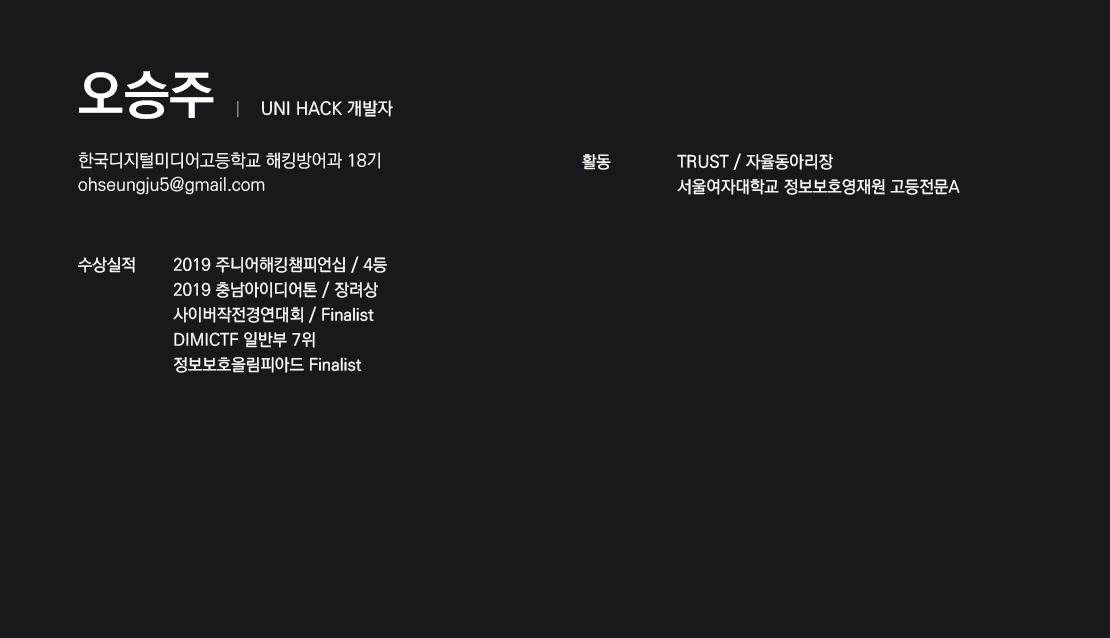 오승주 | UNI HACK 개발자
한국디지털미디어고등학교 해킹방어과 18기
ohseungju5@gmail.com
활동 TRUST / 자율동아리장
서울여자대학교 정보보호영재원 고등전문A
수상실적 2019 주니어해킹챔피언십 / 4등
2019 충남아이디어톤 / 장려상
사이버작전경연대회 / Finalist
DIMICTF 일반부 7위
정보보호올림피아드 Finalist